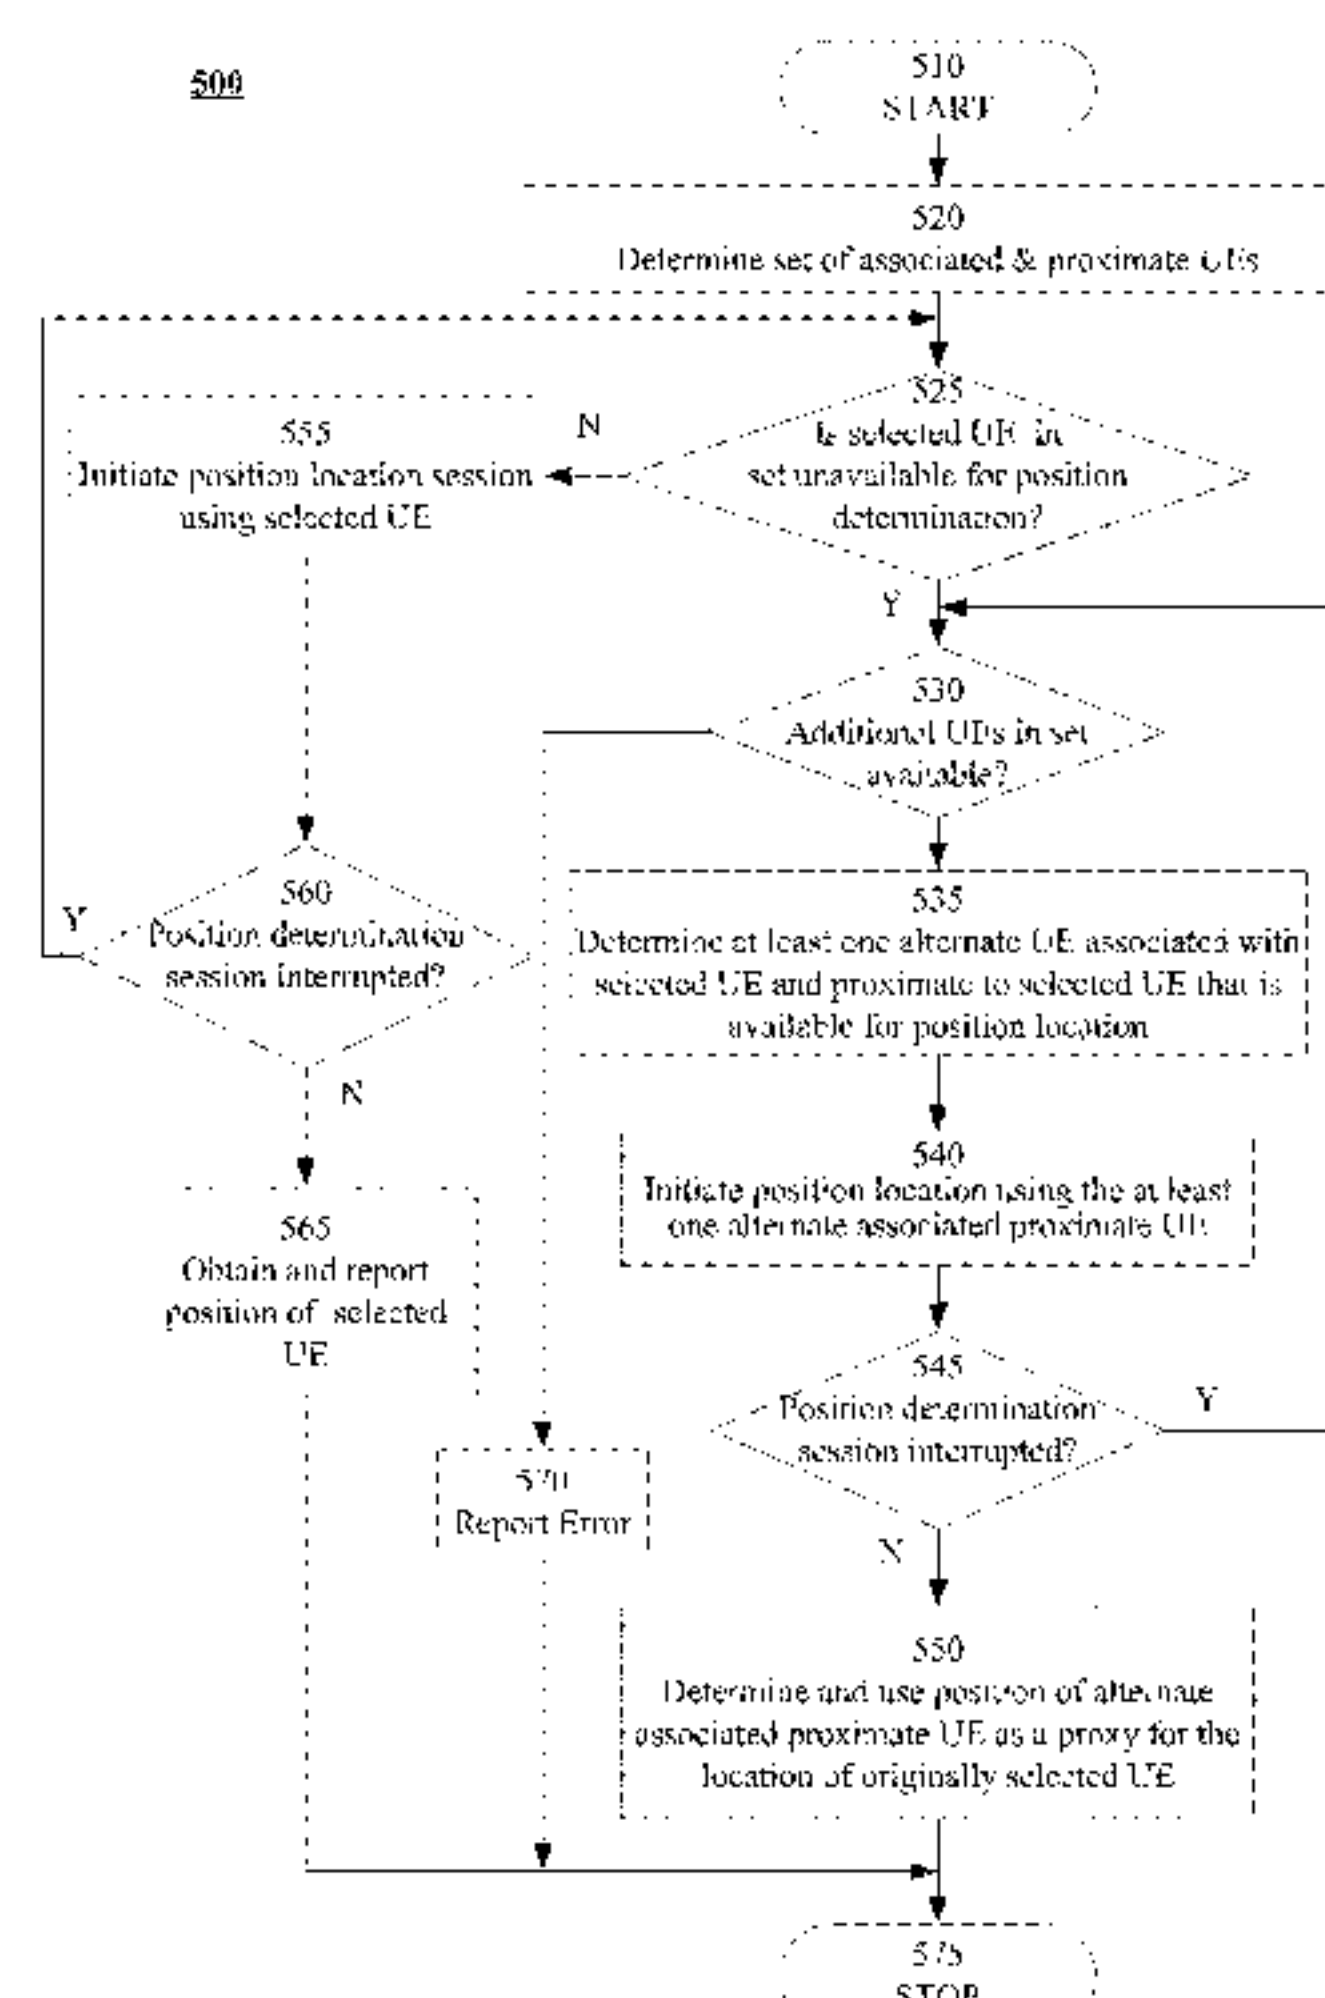 500
510
START
520
Determine set of associated & proximate UEs
525
Is selected UE in
set unavailable for position
determination?
N
555
Initiate position location session
using selected UE
Y
530
Additional UEs in set
available?
535
Determine at least one alternate UE associated with
selected UE and proximate to selected UE that is
available for position location
560
Position determination
session interrupted?
Y
N
540
Initiate position location using the at least
one alternate associated proximate UE
565
Obtain and report
position of selected
UE
545
Position determination
session interrupted?
Y
N
570
Report Error
550
Determine and use position of alternate
associated proximate UE as a proxy for the
location of originally selected UE
575
STOP